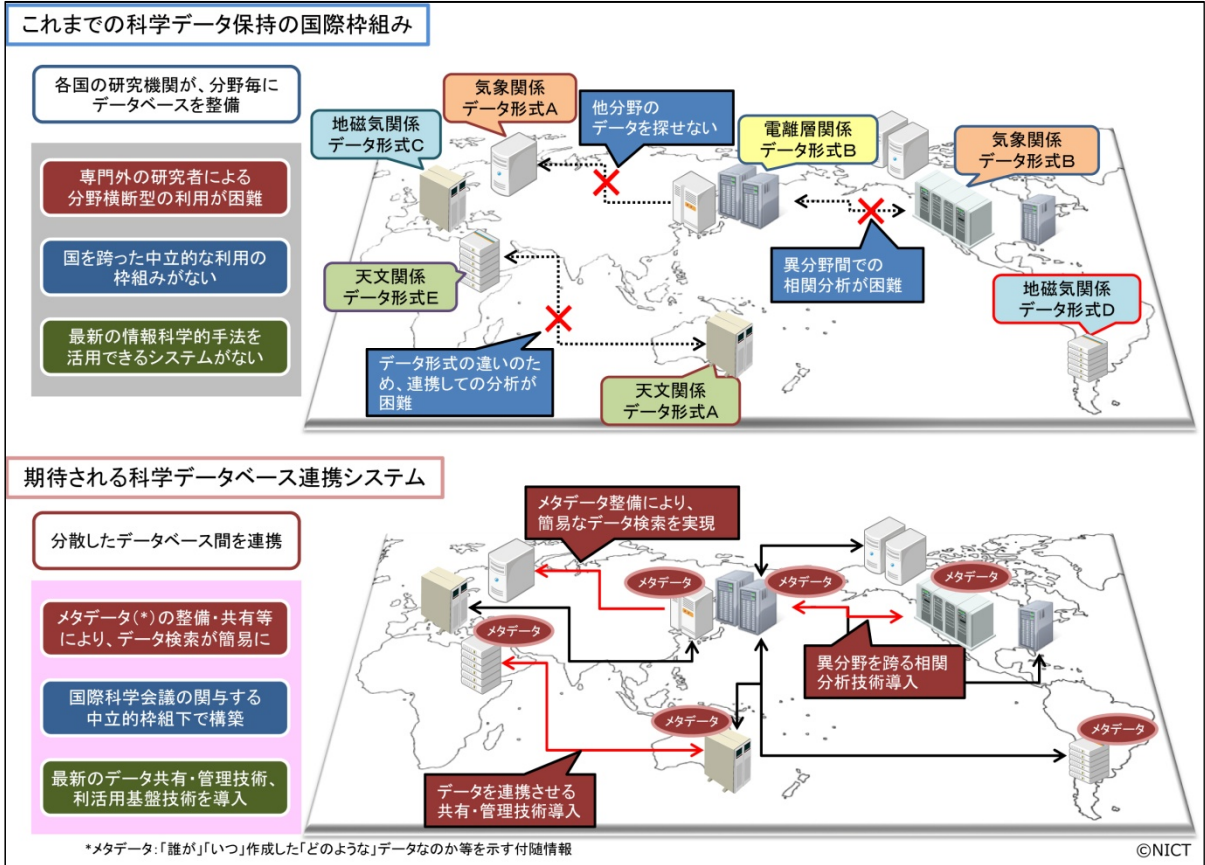 これまでの科学データ保持の国際枠組み
各国の研究機関が、分野毎に
データベースを整備
専門外の研究者による
分野横断型の利用が困難
国を跨った中立的な利用の
枠組みがない
最新の情報科学的手法を
活用できるシステムがない
地磁気関係
データ形式C
気象関係
データ形式A
他分野の
データを探せない
電離層関係
データ形式B
気象関係
データ形式B
天文関係
データ形式E
データ形式の違いのた
め、連携しての分析が
困難
天文関係
データ形式A
異分野間での
相関分析が困難
地磁気関係
データ形式D
期待される科学データベース連携システム
分散したデータベース間を連携
メタデータ(*)の整備・共有等
により、データ検索が簡易に
国際科学会議の関与する
中立的枠組下で構築
最新のデータ共有・管理技術、
利活用基盤技術を導入
メタデータ整備により、
簡易なデータ検索を実現
メタデータ
メタデータ
メタデータ
メタデータ
異分野を跨る相関
分析技術導入
メタデータ
メタデータ
データを連携させる
共有・管理技術導入
*メタデータ:「誰が」「いつ」作成した「どのような」データなのか等を示す付随情報
©NICT